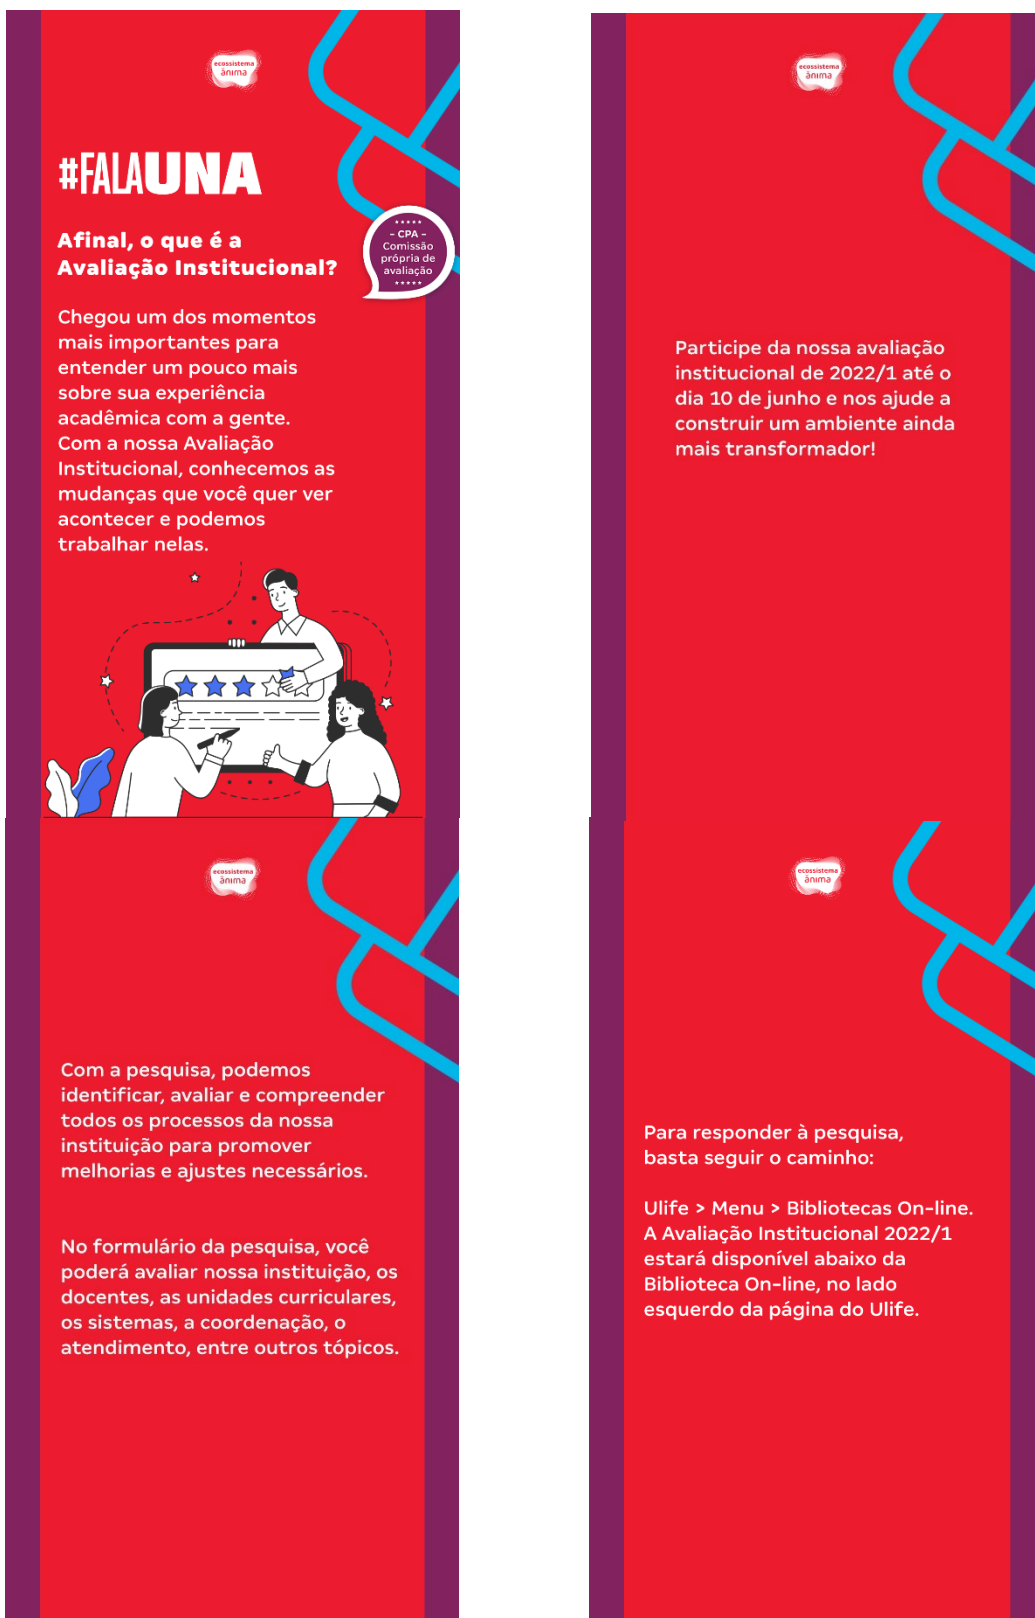 ecossistema
ânima
#FALAUNA
Afinal, o que é a
Avaliação Institucional?
- CPA -
Comissão
própria de
avaliação
Chegou um dos momentos
mais importantes para
entender um pouco mais
sobre sua experiência
acadêmica com a gente.
Com a nossa Avaliação
Institucional, conhecemos as
mudanças que você quer ver
acontecer e podemos
trabalhar nelas.
ecossistema
ânima
Participe da nossa avaliação
institucional de 2022/1 até o
dia 10 de junho e nos ajude a
construir um ambiente ainda
mais transformador!
ecossistema
ânima
Com a pesquisa, podemos
identificar, avaliar e compreender
todos os processos da nossa
instituição para promover
melhorias e ajustes necessários.
No formulário da pesquisa, você
poderá avaliar nossa instituição, os
docentes, as unidades curriculares,
os sistemas, a coordenação, o
atendimento, entre outros tópicos.
ecossistema
ânima
Para responder à pesquisa,
basta seguir o caminho:
Ulife > Menu > Bibliotecas On-line.
A Avaliação Institucional 2022/1
estará disponível abaixo da
Biblioteca On-line, no lado
esquerdo da página do Ulife.